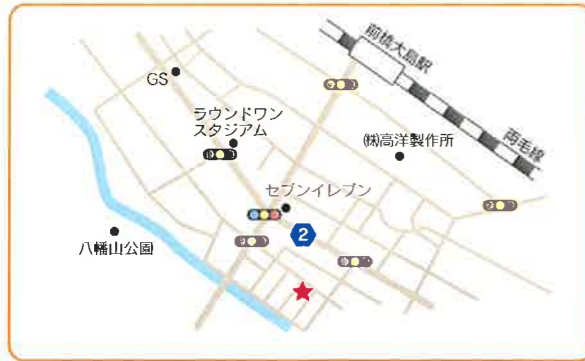 前橋大島駅
GS
ラウンドワン
スタジアム
㈱高洋製作所
両毛線
セブンイレブン
2
八幡山公園